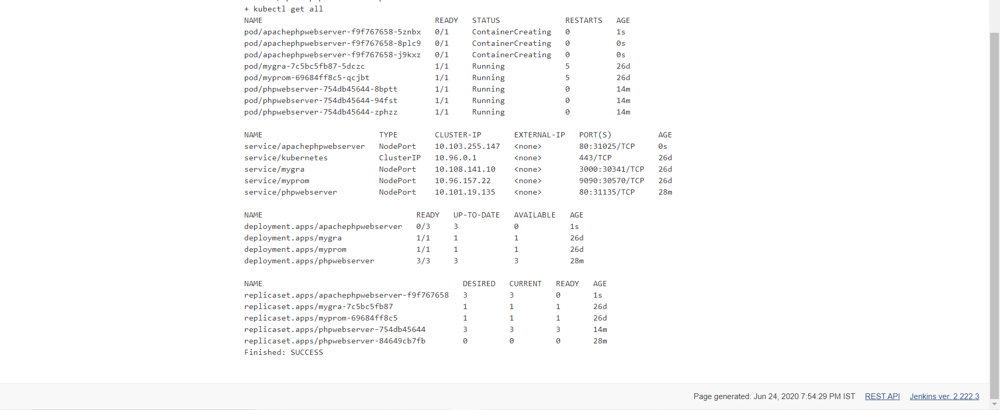 + kubectl get all
NAME READY STATUS RESTARTS AGE
pod/apachephpwebserver-f9f767658-5znbx 0/1 ContainerCreating 0 1s
pod/apachephpwebserver-f9f767658-8plc9 0/1 ContainerCreating 0 0s
pod/apachephpwebserver-f9f767658-j9kxz 0/1 ContainerCreating 0 0s
pod/mygra-7c5bc5fb87-5dczc 1/1 Running 5 26d
pod/myprom-69684ff8c5-qcjbt 1/1 Running 5 26d
pod/phpwebserver-754db45644-8bptt 1/1 Running 0 14m
pod/phpwebserver-754db45644-94fst 1/1 Running 0 14m
pod/phpwebserver-754db45644-zphzz 1/1 Running 0 14m
NAME TYPE CLUSTER-IP EXTERNAL-IP PORT(S) AGE
service/apachephpwebserver NodePort 10.103.255.147 <none> 80:31025/TCP 0s
service/kubernetes ClusterIP 10.96.0.1 <none> 443/TCP 26d
service/mygra NodePort 10.108.141.10 <none> 3000:30341/TCP 26d
service/myprom NodePort 10.96.157.22 <none> 9090:30570/TCP 26d
service/phpwebserver NodePort 10.101.19.135 <none> 80:31135/TCP 28m
NAME READY UP-TO-DATE AVAILABLE AGE
deployment.apps/apachephpwebserver 0/3 3 0 1s
deployment.apps/mygra 1/1 1 1 26d
deployment.apps/myprom 1/1 1 1 26d
deployment.apps/phpwebserver 3/3 3 3 28m
NAME DESIRED CURRENT READY AGE
replicaset.apps/apachephpwebserver-f9f767658 3 3 0 1s
replicaset.apps/mygra-7c5bc5fb87 1 1 1 26d
replicaset.apps/myprom-69684ff8c5 1 1 1 26d
replicaset.apps/phpwebserver-754db45644 3 3 3 14m
replicaset.apps/phpwebserver-84649cb7fb 0 0 0 28m
Finished: SUCCESS
Page generated: Jun 24, 2020 7:54:29 PM IST REST API Jenkins ver. 2.222.3